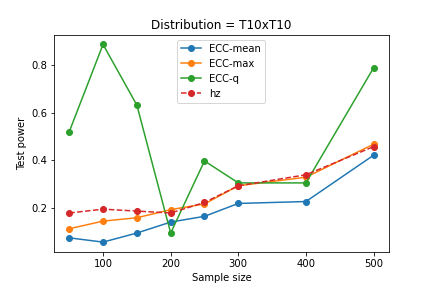 Distribution = T10xT10
ECC-mean
ECC-max
ECC-q
hz
Test power
0.8
0.6
0.4
0.2
100
200
300
400
500
Sample size